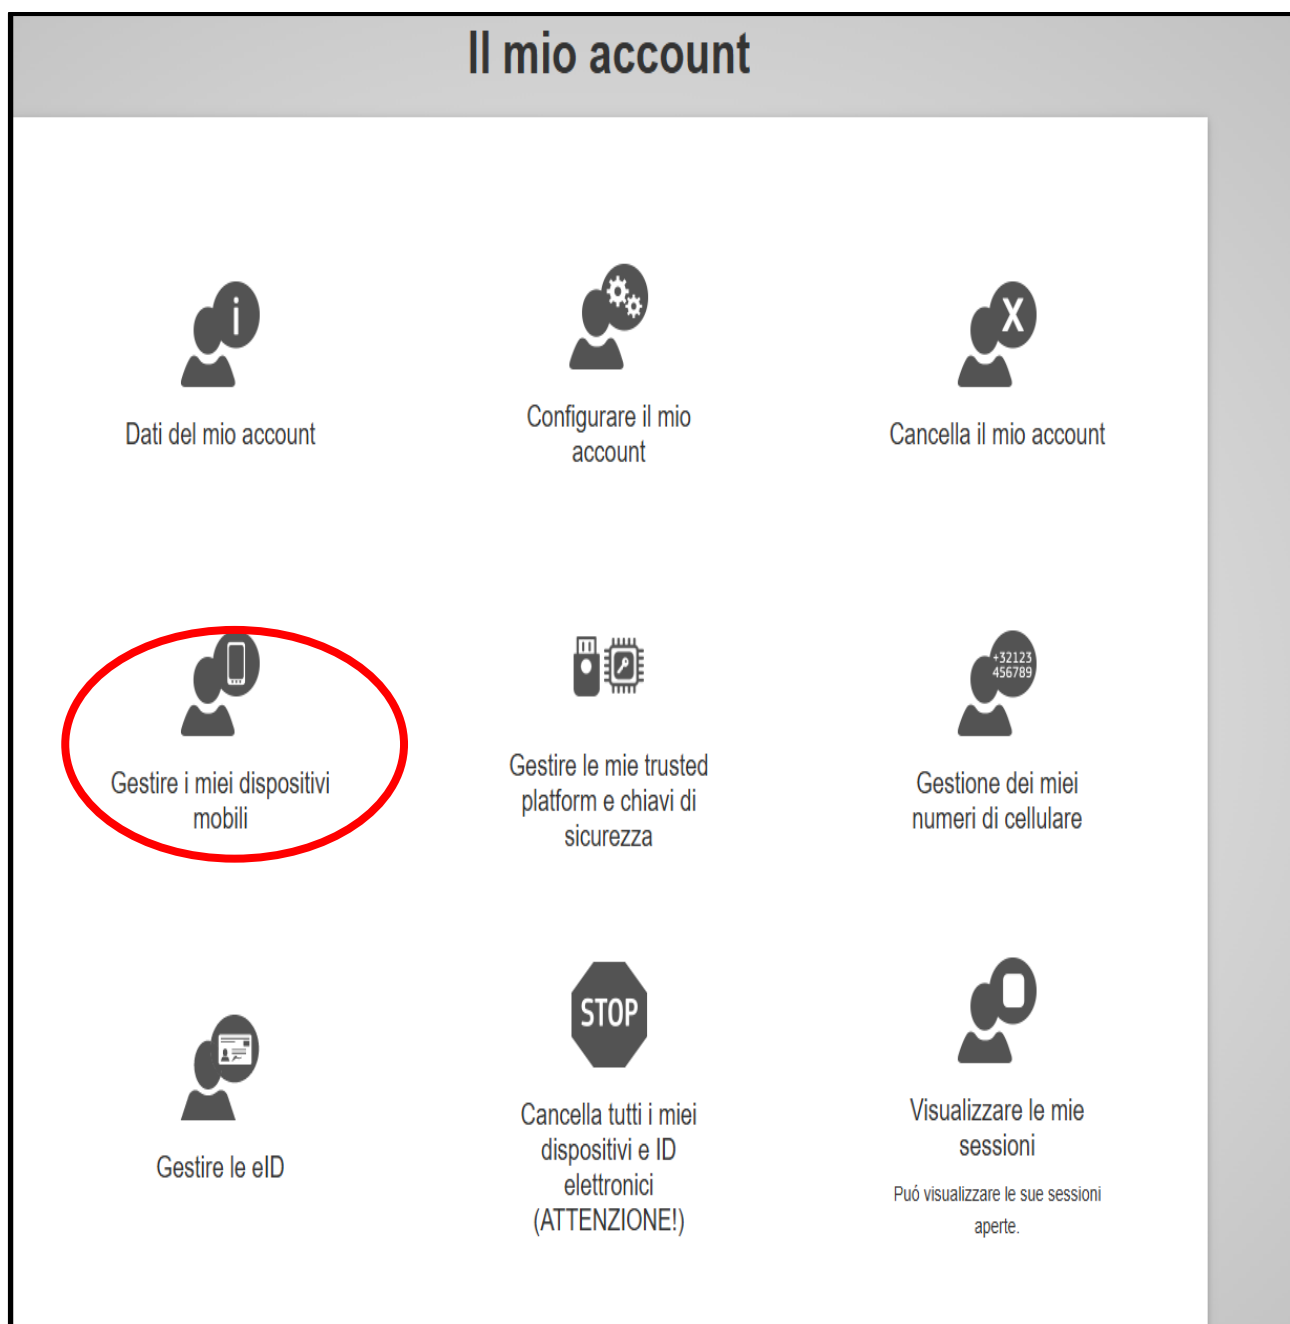 Il mio account
i
X
Dati del mio account
Configurare il mio
account
Cancella il mio account
+32123
456789
Gestire i miei dispositivi
mobili
Gestire le mie trusted
platform e chiavi di
sicurezza
Gestione dei miei
numeri di cellulare
STOP
Gestire le eID
Cancella tutti i miei
dispositivi e ID
elettronici
(ATTENZIONE!)
Visualizzare le mie
sessioni
Puó visualizzare le sue sessioni
aperte.